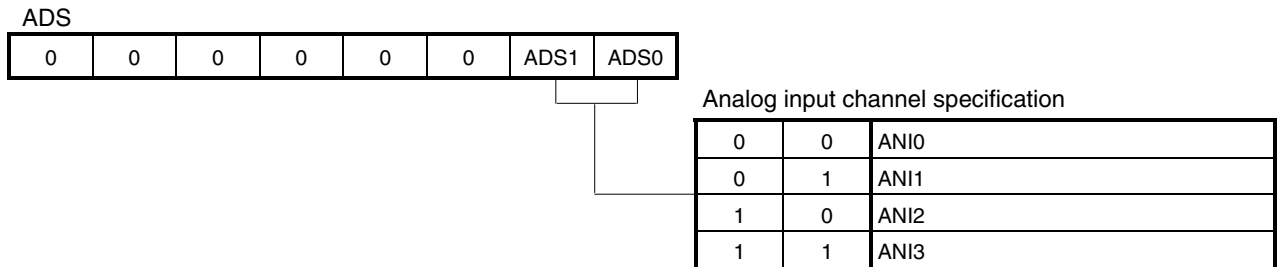 ADS
0 0 0 0 0 0 ADS1 ADS0
Analog input channel specification
0 0 ANI0
0 1 ANI1
1 0 ANI2
1 1 ANI3